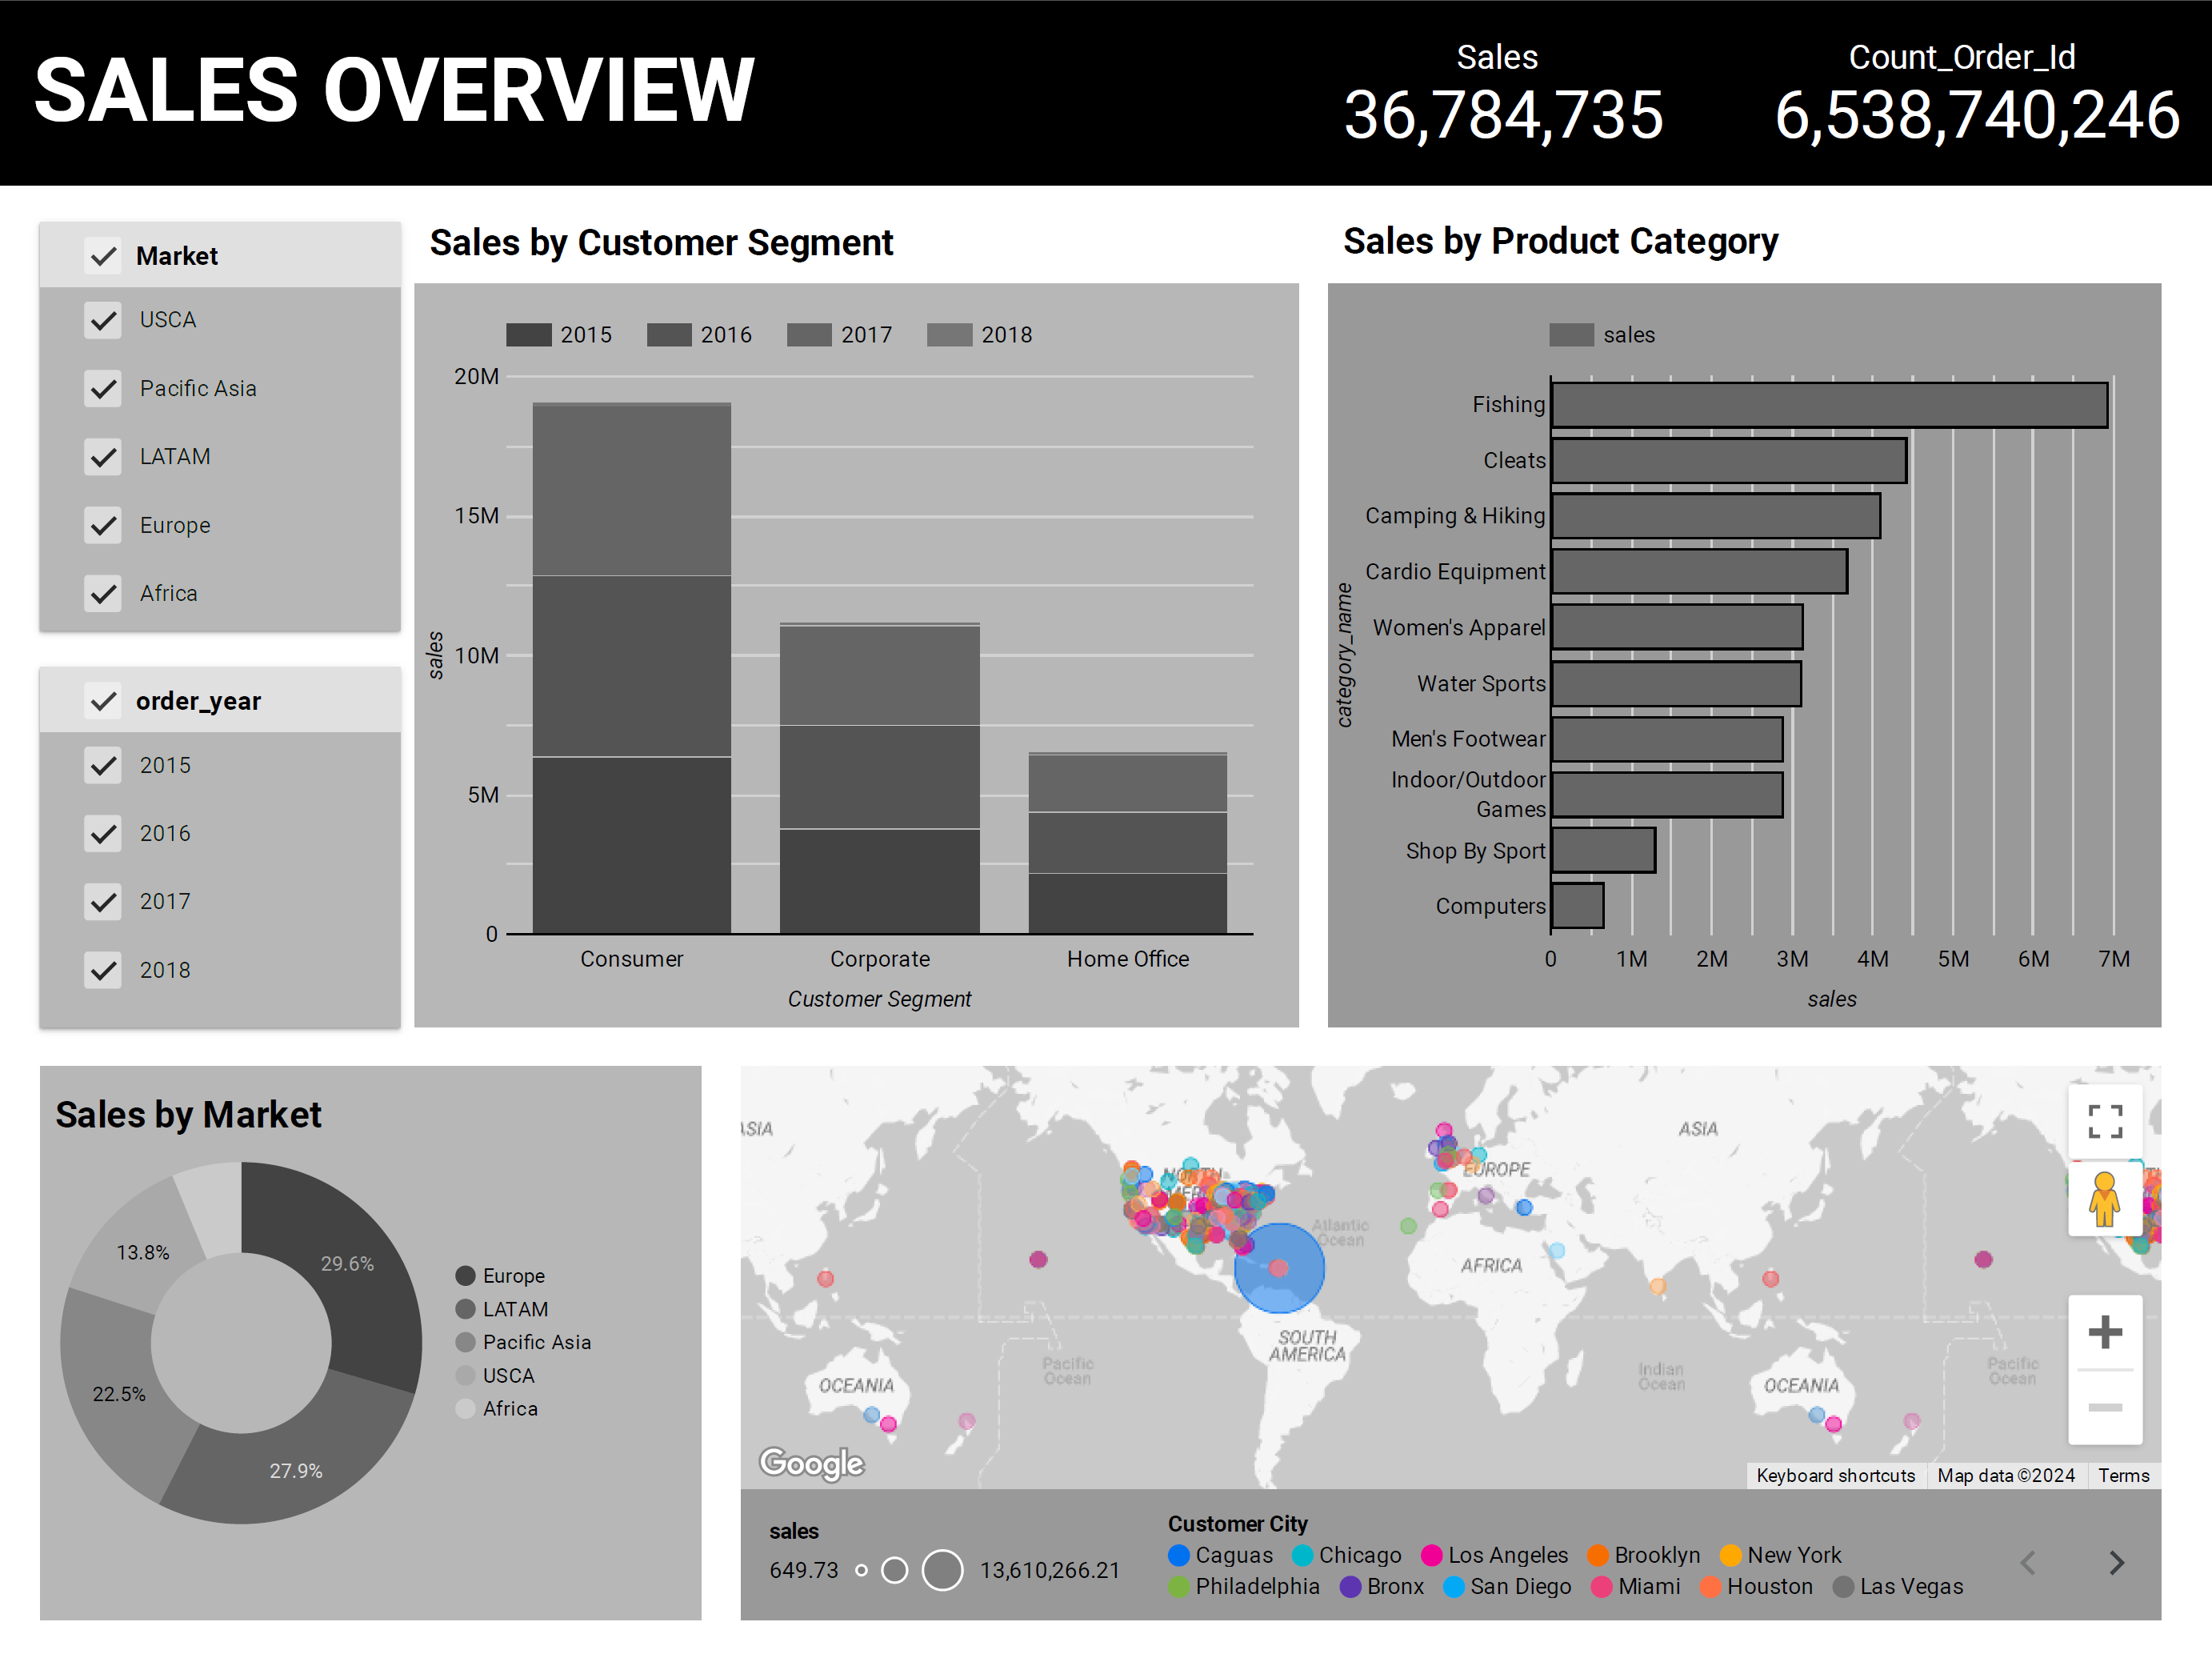 SALES OVERVIEW
Sales
36,784,735
Count_Order_Id
6,538,740,246
Market
USCA
Pacific Asia
LATAM
Europe
Africa
order_year
2015
2016
2017
2018
Sales by Customer Segment
2015 2016 2017 2018
20M
15M
10M
5M
0
sales
Consumer Corporate Home Office
Customer Segment
Sales by Product Category
sales
category_name
Fishing
Cleats
Camping & Hiking
Cardio Equipment
Women's Apparel
Water Sports
Men's Footwear
Indoor/Outdoor
Games
Shop By Sport
Computers
0 1M 2M 3M 4M 5M 6M 7M
sales
Sales by Market
29.6%
27.9%
22.5%
13.8%
Europe
LATAM
Pacific Asia
USCA
Africa
ASIA
ASIA
NORTH
EUROPE
Atlantic
Ocean
AFRICA
SOUTH
AMERICA
Pacific
Ocean
Indian
Ocean
Pacific
Ocean
OCEANIA
OCEANIA
Google
Keyboard shortcuts Map data ©2024 Terms
sales
649.73 13,610,266.21
Customer City
Caguas Chicago Los Angeles Brooklyn New York
Philadelphia Bronx San Diego Miami Houston Las Vegas